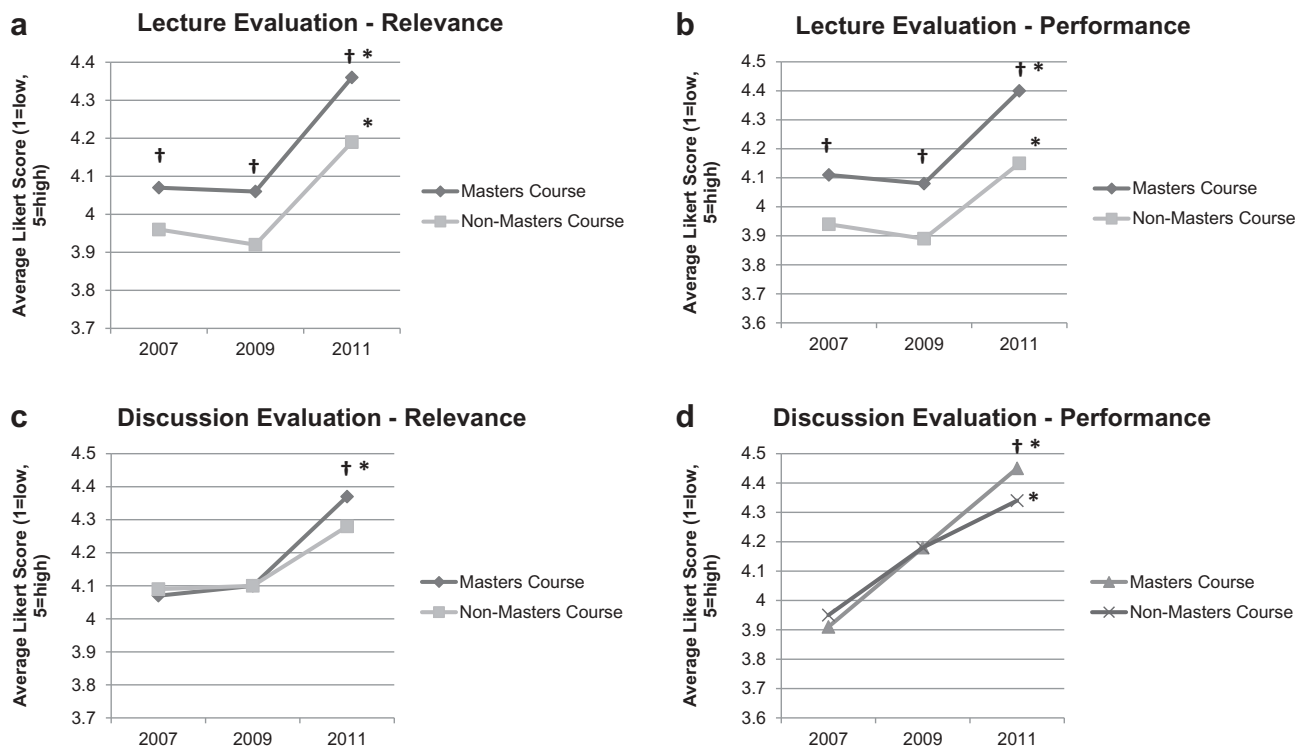 a
Lecture Evaluation - Relevance
Average Likert Score (1=low,
5=high)
4.4
4.3
4.2
4.1
4
3.9
3.8
3.7
† *
*
†
†
2007
2009
2011
Masters Course
Non-Masters Course
b
Lecture Evaluation - Performance
Average Likert Score (1=low,
5=high)
4.5
4.4
4.3
4.2
4.1
4
3.9
3.8
3.7
3.6
† *
*
†
†
2007
2009
2011
Masters Course
Non-Masters Course
c
Discussion Evaluation - Relevance
Average Likert Score (1=low,
5=high)
4.5
4.4
4.3
4.2
4.1
4
3.9
3.8
3.7
† *
2007
2009
2011
Masters Course
Non-Masters Course
d
Discussion Evaluation - Performance
Average Likert Score (1=low,
5=high)
4.5
4.4
4.3
4.2
4.1
4
3.9
3.8
3.7
3.6
† *
*
2007
2009
2011
Masters Course
Non-Masters Course